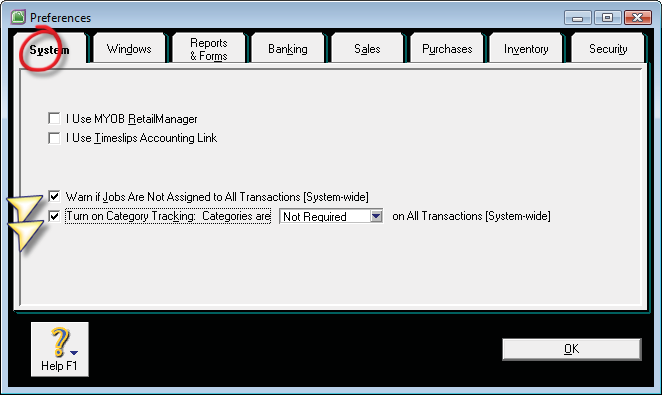 Preferences
System
Windows
Reports
& Forms
Banking
Sales
Purchases
Inventory
Security
I Use MYOB RetailManager
I Use Timeslips Accounting Link
Warn if Jobs Are Not Assigned to All Transactions [System-wide]
Turn on Category Tracking: Categories are Not Required on All Transactions [System-wide]
?
Help F1
OK